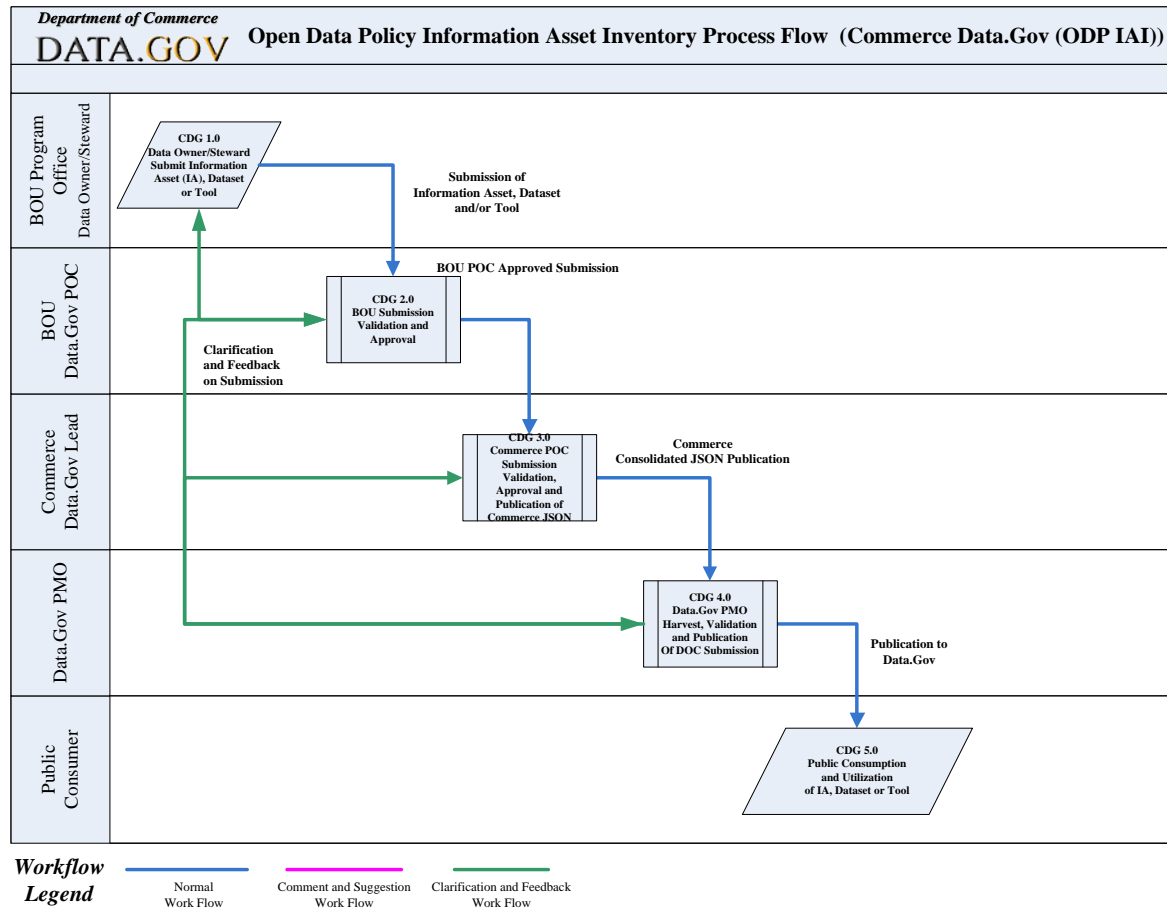 Department of Commerce
DATA.GOV
Open Data Policy Information Asset Inventory Process Flow (Commerce Data.Gov (ODP IAI))
BOU Program
Office
Data Owner/Steward
CDG 1.0
Data Owner/Steward
Submit Information
Asset (IA), Dataset
or Tool
Submission of
Information Asset, Dataset
and/or Tool
BOU
Data.Gov POC
BOU POC Approved Submission
CDG 2.0
BOU Submission
Validation and
Approval
Clarification
and Feedback
on Submission
Commerce
Data.Gov Lead
CDG 3.0
Commerce POC
Submission
Validation,
Approval and
Publication of
Commerce JSON
Commerce
Consolidated JSON Publication
Data.Gov PMO
CDG 4.0
Data.Gov PMO
Harvest, Validation
and Publication
Of DOC Submission
Publication to
Data.Gov
Public
Consumer
CDG 5.0
Public Consumption
and Utilization
of IA, Dataset or Tool
Workflow
Legend
Normal
Work Flow
Comment and Suggestion
Work Flow
Clarification and Feedback
Work Flow